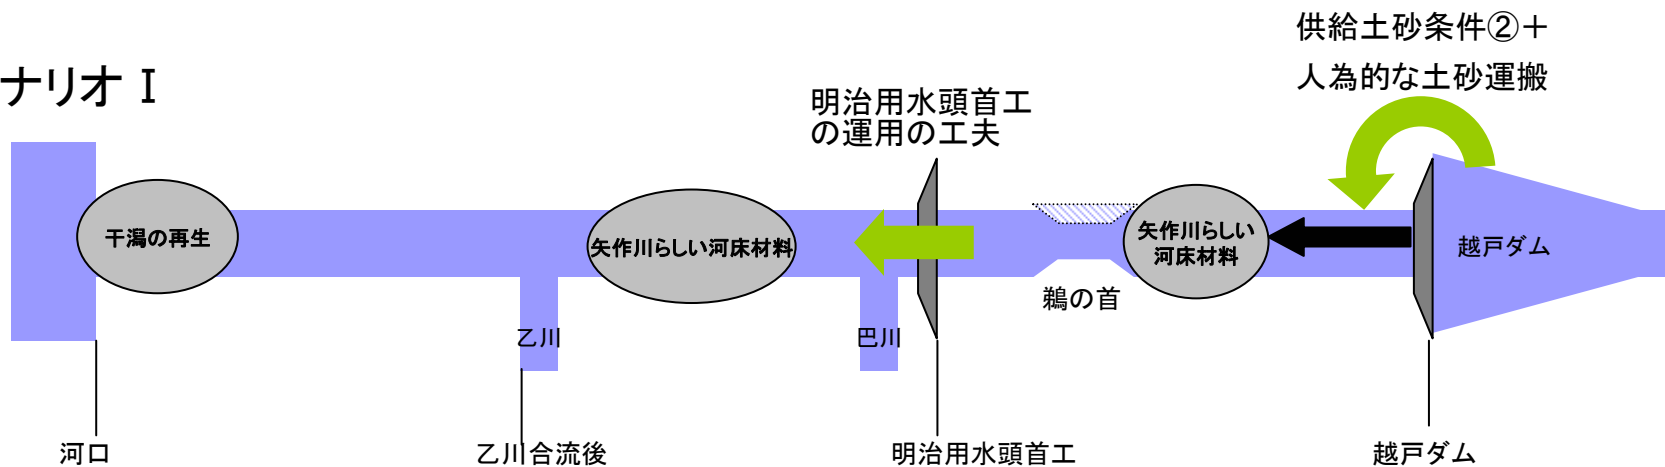 供給土砂条件②＋
人為的な土砂運搬
ナリオ I
明治用水頭首工
の運用の工夫
干潟の再生
矢作川らしい河床材料
矢作川らしい
河床材料
越戸ダム
鵜の首
乙川
巴川
河口
乙川合流後
明治用水頭首工
越戸ダム